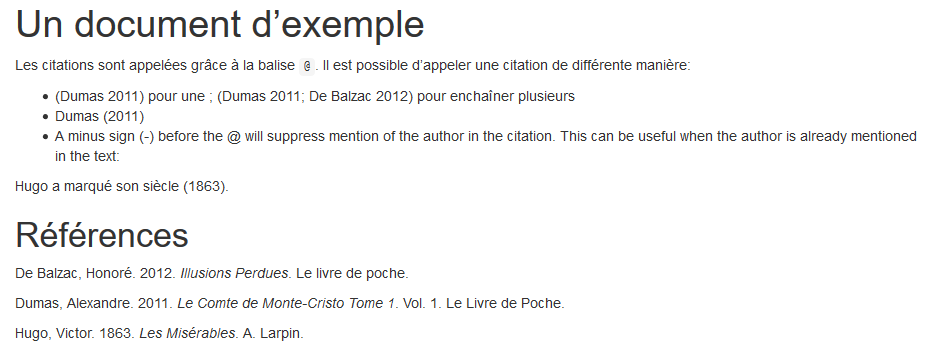 Un document d’exemple
Les citations sont appelées grâce à la balise @. Il est possible d’appeler une citation de différente manière:
• (Dumas 2011) pour une ; (Dumas 2011; De Balzac 2012) pour enchaîner plusieurs
• Dumas (2011)
• A minus sign (-) before the @ will suppress mention of the author in the citation. This can be useful when the author is already mentioned
in the text:
Hugo a marqué son siècle (1863).
Références
De Balzac, Honoré. 2012. Illusions Perdues. Le livre de poche.
Dumas, Alexandre. 2011. Le Comte de Monte-Cristo Tome 1. Vol. 1. Le Livre de Poche.
Hugo, Victor. 1863. Les Misérables. A. Larpin.